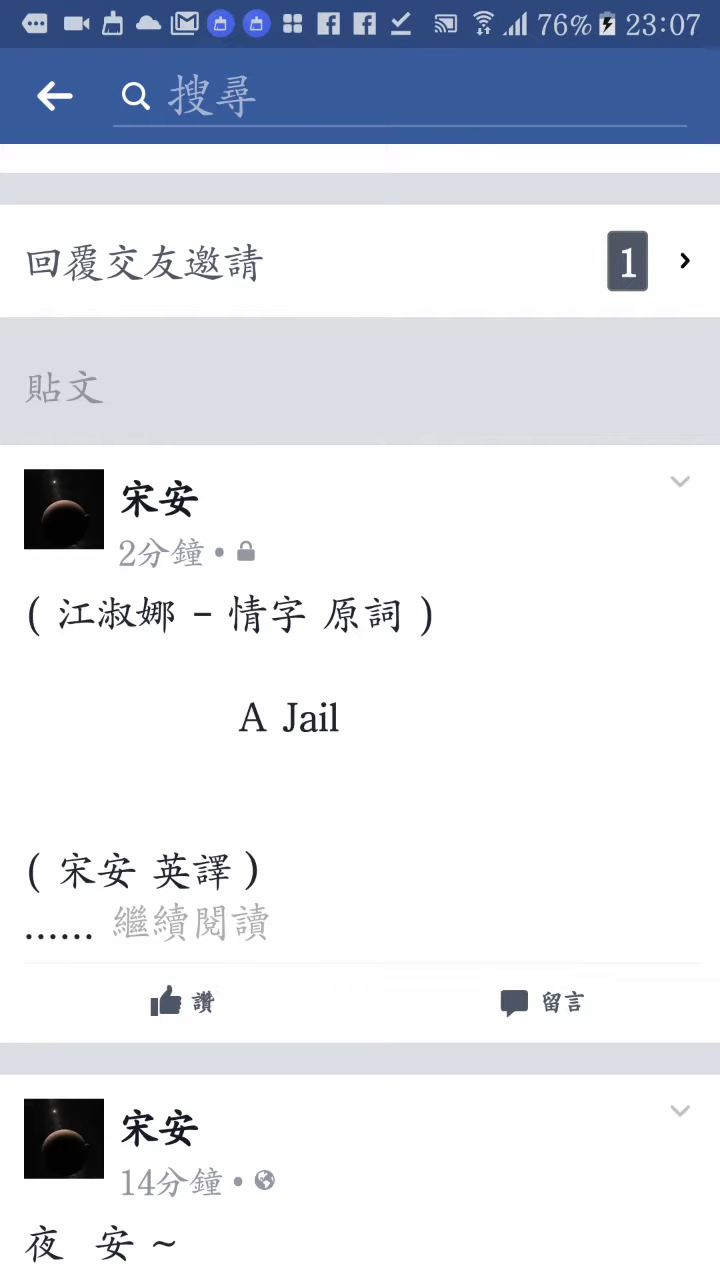 76% 23:07
搜尋
回覆交友邀請 1
貼文
宋安
2分鐘 •
( 江淑娜 - 情字 原詞 )
A Jail
( 宋安 英譯 )
...... 繼續閱讀
讚 留言
宋安
14分鐘 •
夜 安 ~